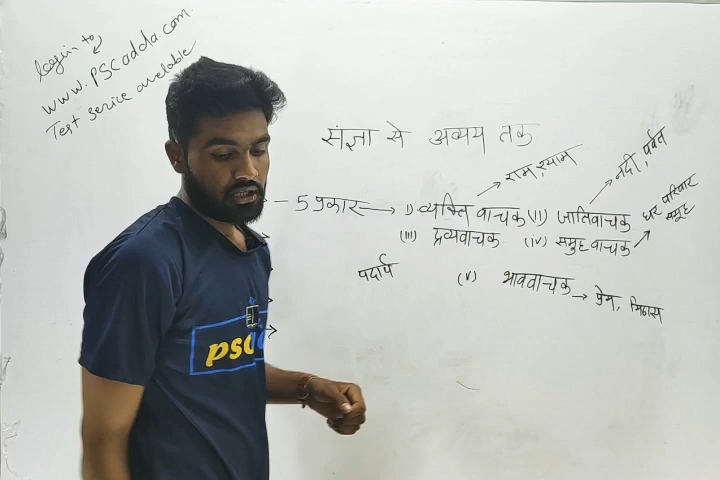 login to
www.PSCadda.com.
Test serice avelable
संज्ञा से अव्यय तक
राम, श्याम
नदी, पर्वत
- 5 प्रकार → I) व्यक्ति वाचक (II) जातिवाचक
घर परिवार
समूह
(III) द्रव्यवाचक (IV) समुहवाचक
पदार्थ
(V) भाववाचक → प्रेम, मिठास
psc